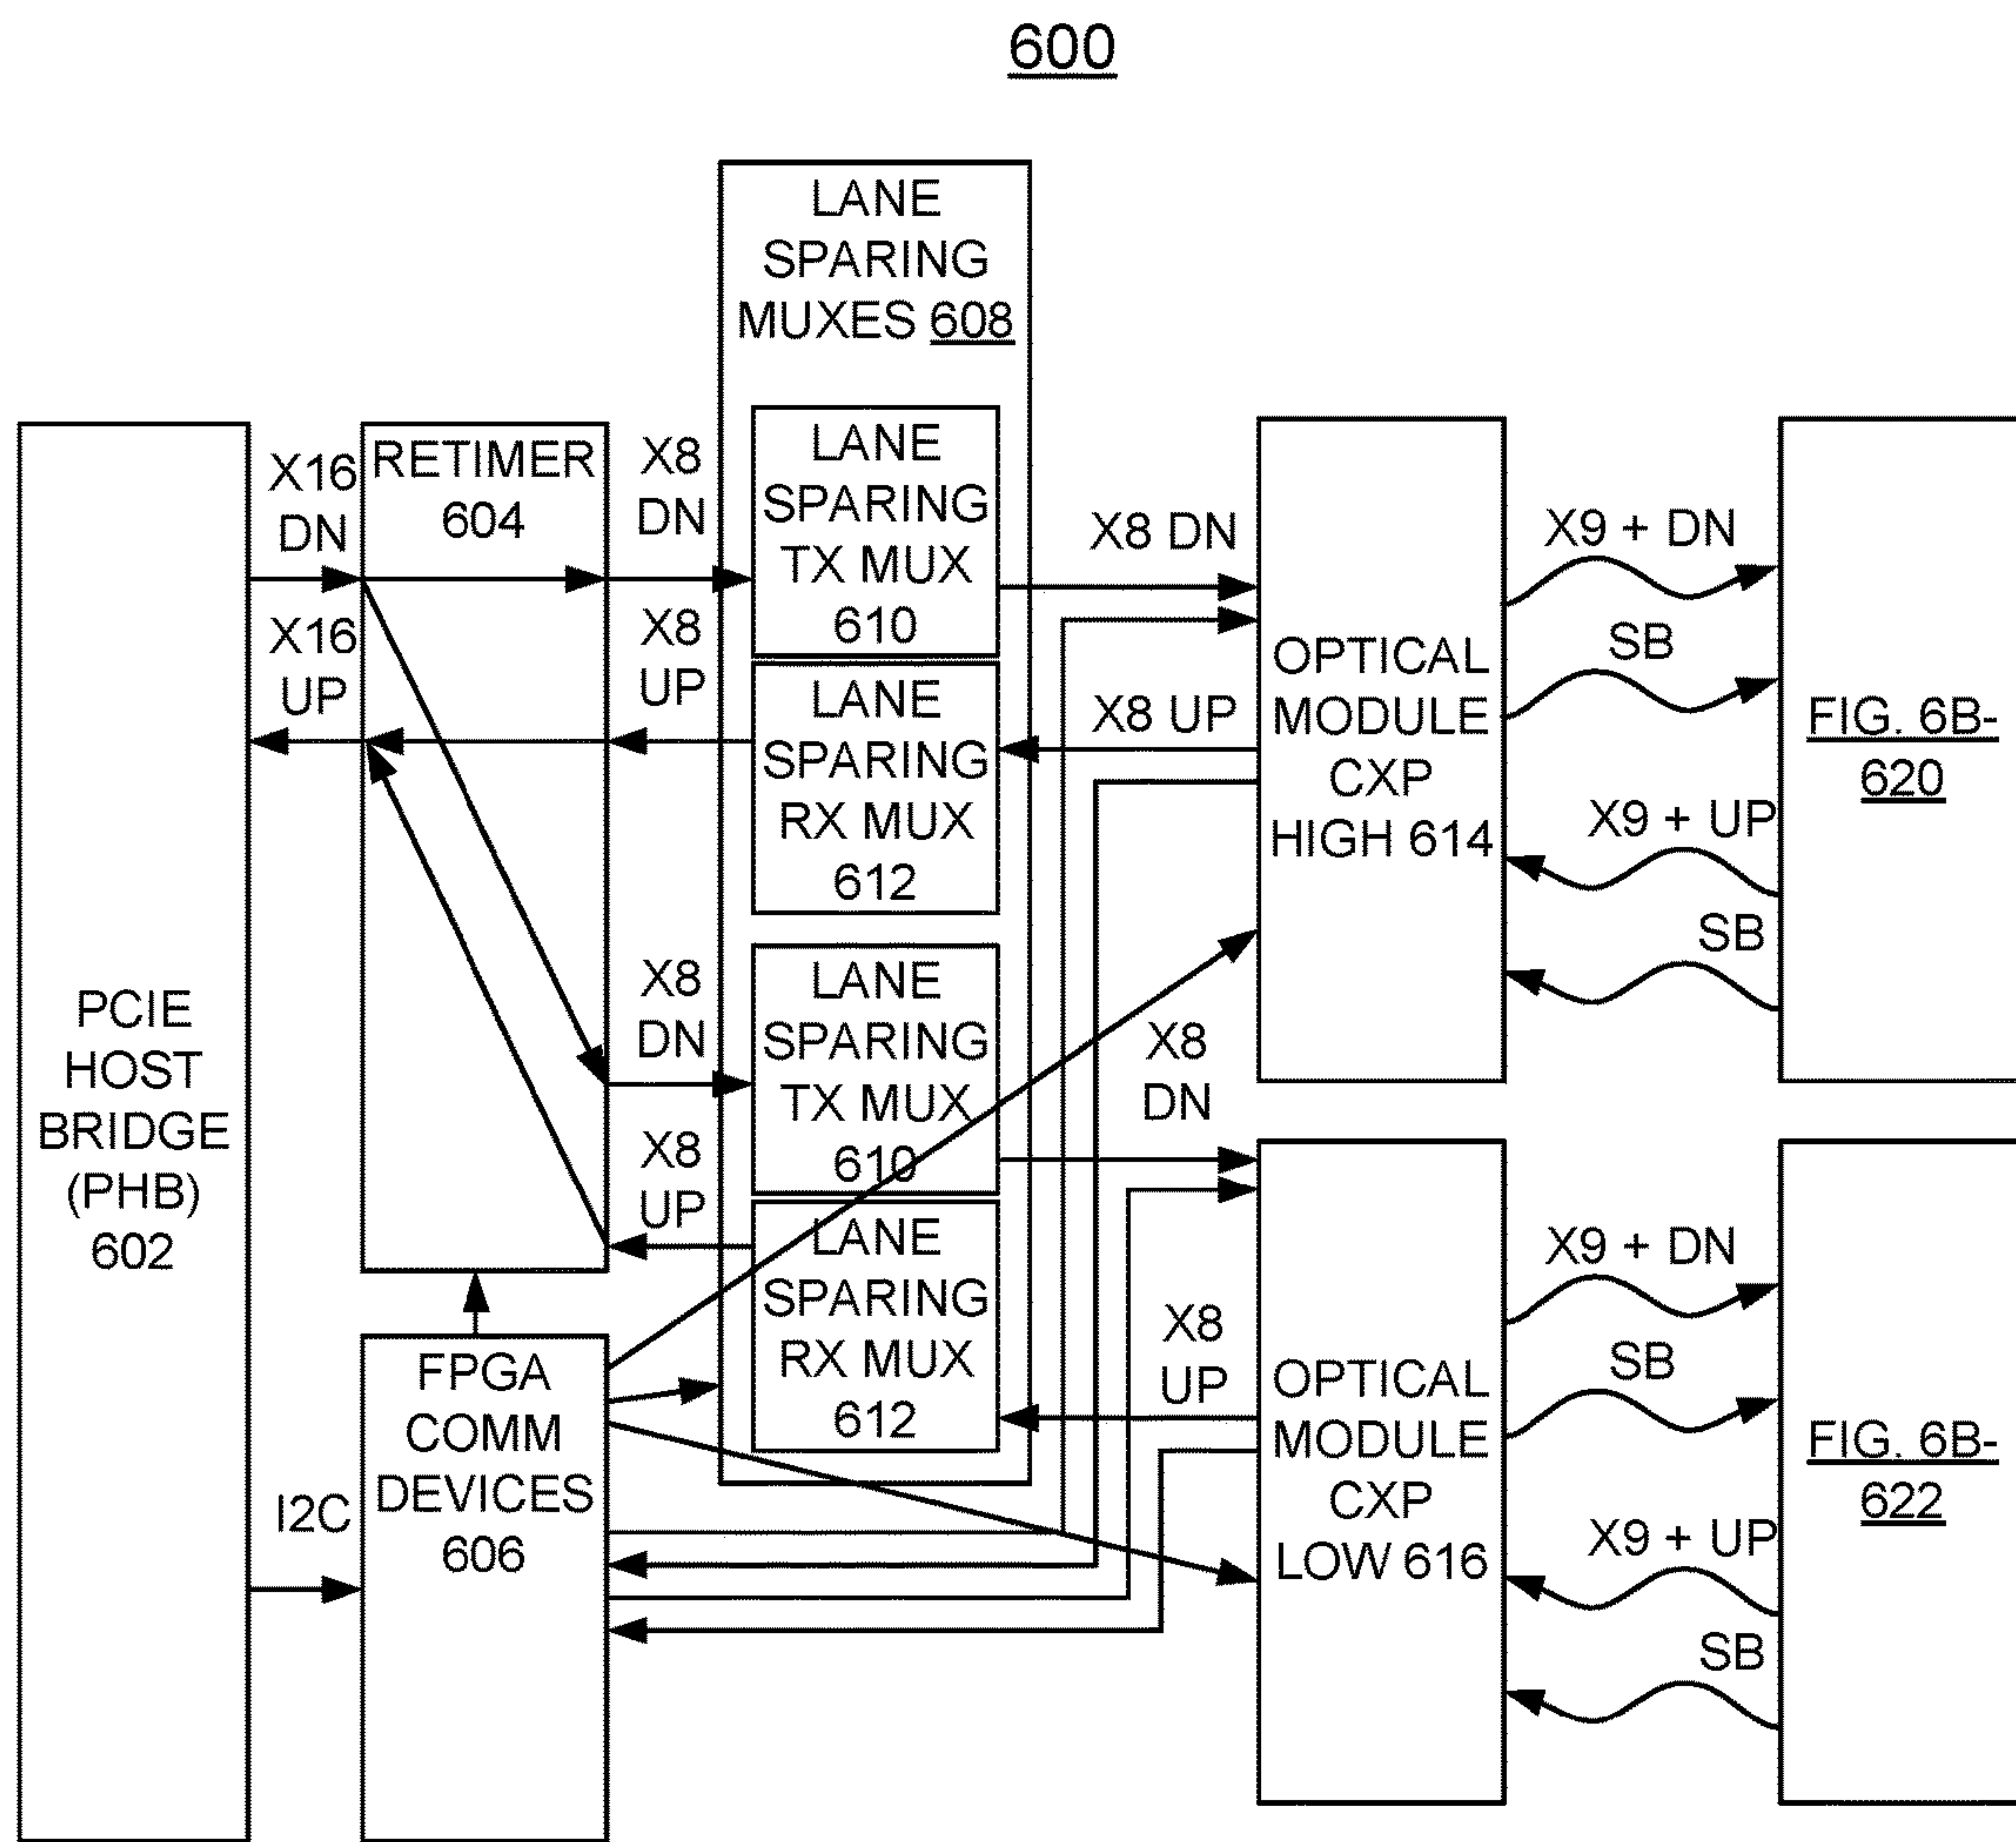 600
LANE
SPARING
MUXES 608
X16
DN
RETIMER
604
X8
DN
LANE
SPARING
TX MUX
610
X8 DN
X9 + DN
X16
UP
X8
UP
LANE
SPARING
RX MUX
612
X8 UP
OPTICAL
MODULE
CXP
HIGH 614
SB
FIG. 6B-
620
X9 + UP
SB
PCIE
HOST
BRIDGE
(PHB)
602
X8
DN
LANE
SPARING
TX MUX
610
X8
DN
X8
UP
LANE
SPARING
RX MUX
612
X8
UP
OPTICAL
MODULE
CXP
LOW 616
X9 + DN
SB
FIG. 6B-
622
X9 + UP
SB
I2C
FPGA
COMM
DEVICES
606